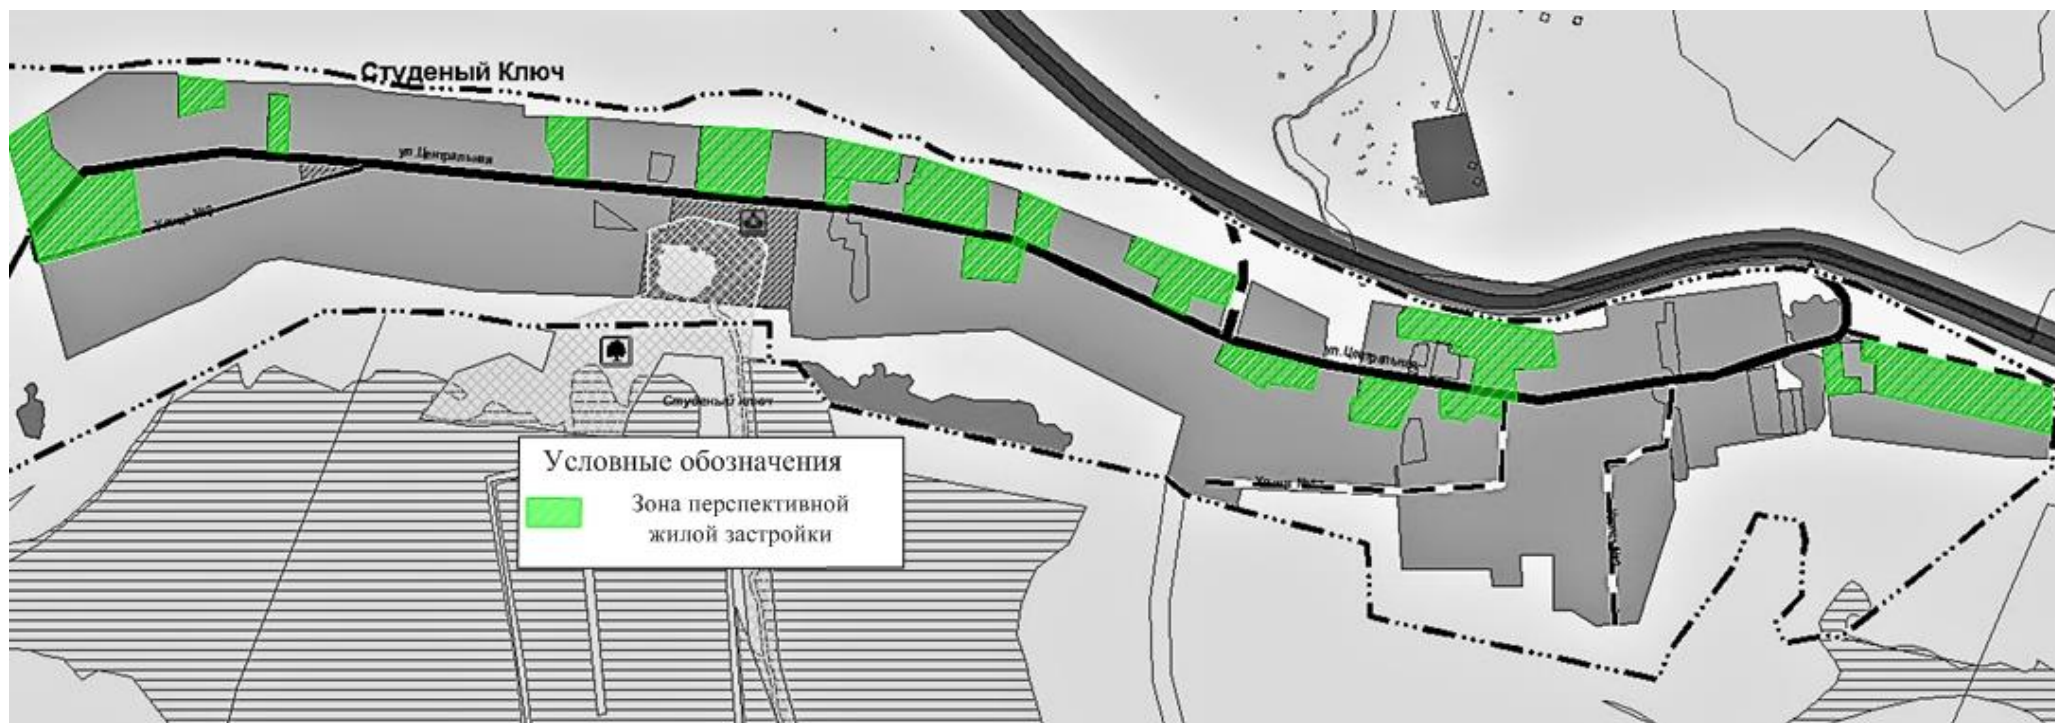 Студеный Ключ
ул.Центральная
ул.Центральная
Студеный ключ
Условные обозначения
Зона перспективной
жилой застройки